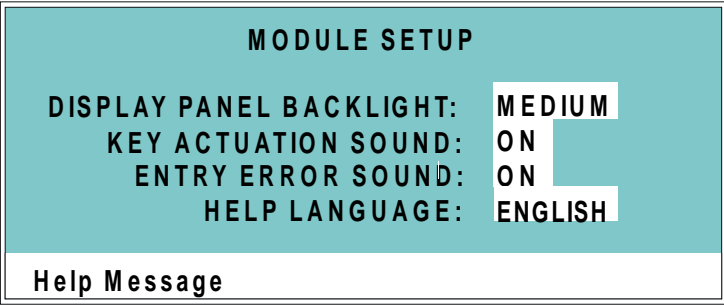 MODULE SETUP
DISPLAY PANEL BACKLIGHT: MEDIUM
KEY ACTUATION SOUND: ON
ENTRY ERROR SOUND: ON
HELP LANGUAGE: ENGLISH
Help Message